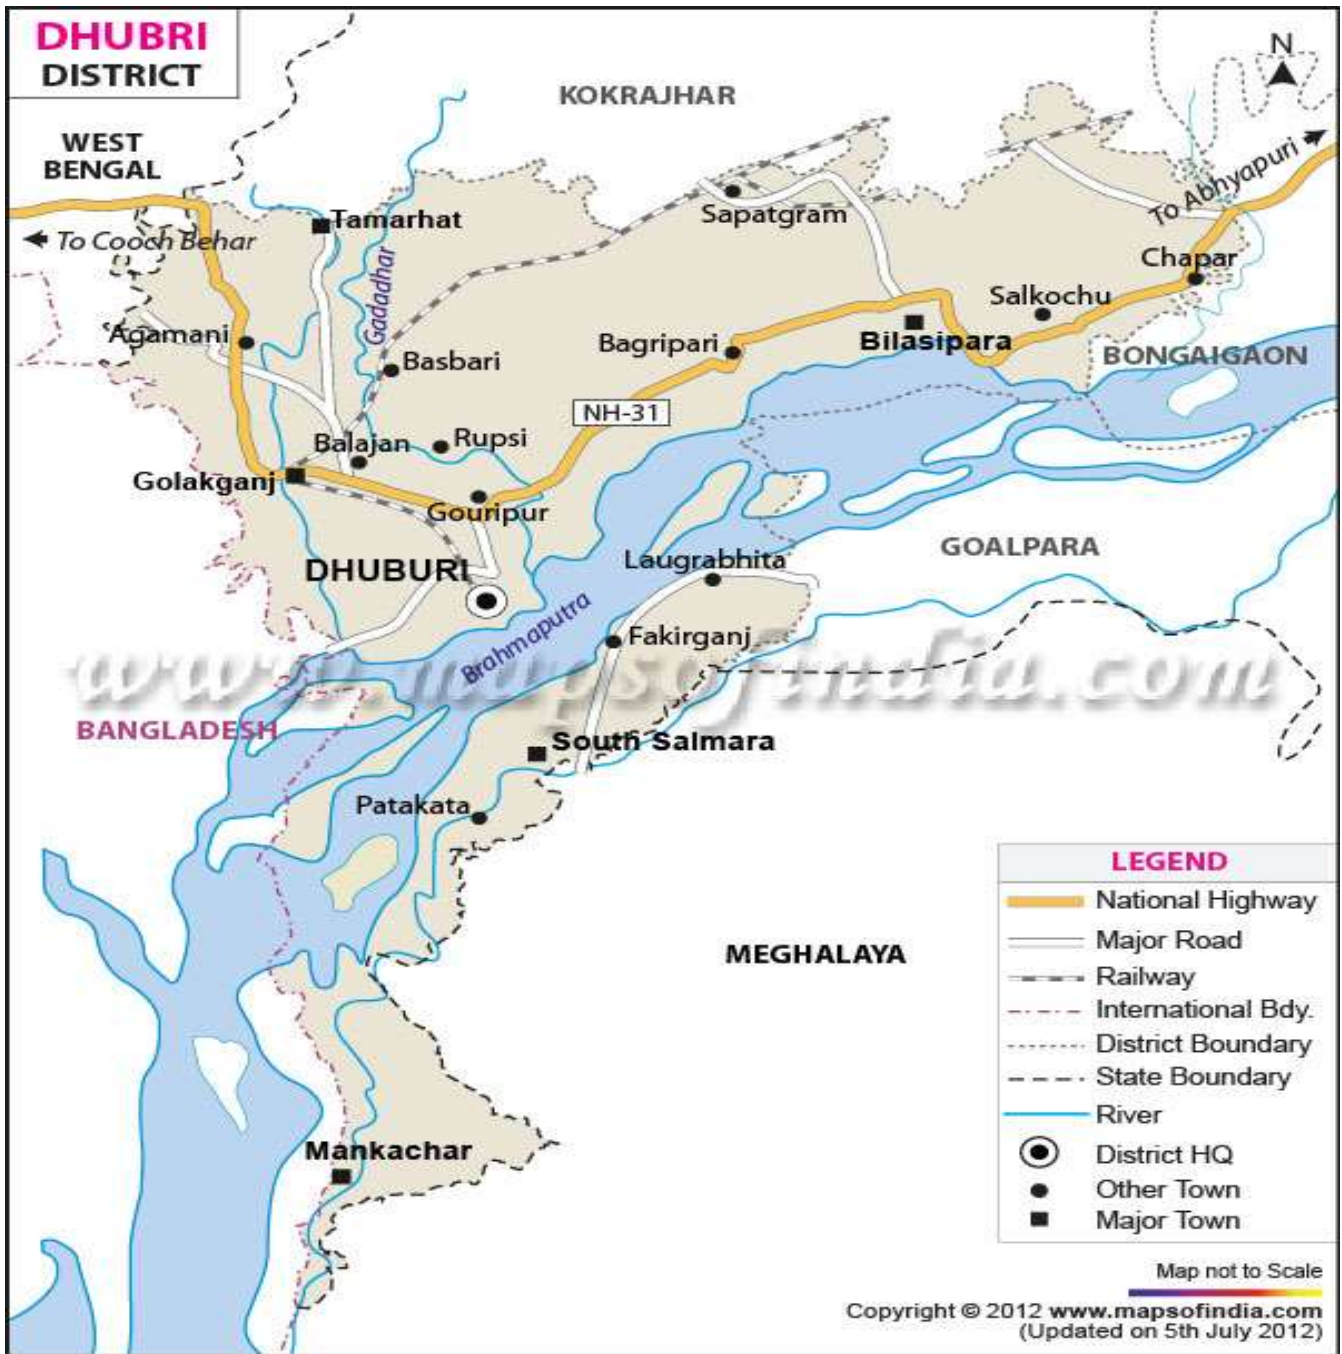 DHUBRI
DISTRICT
N
KOKRAJHAR
WEST
BENGAL
To Abhyapuri
Tamarhat
Sapatgram
To Cooch Behar
Chapar
Gadadhar
Salkochu
Agamani
Bagripari
Bilasipara
BONGAIGAON
Basbari
NH-31
Balajan
Rupsi
Golakganj
Gouripur
GOALPARA
Laugrabhita
DHUBURI
Brahmaputra
Fakirganj
www.mapsofindia.com
BANGLADESH
South Salmara
Patakata
MEGHALAYA
Mankachar
LEGEND
National Highway
Major Road
Railway
International Bdy.
District Boundary
State Boundary
River
District HQ
Other Town
Major Town
Map not to Scale
Copyright © 2012 www.mapsofindia.com
(Updated on 5th July 2012)